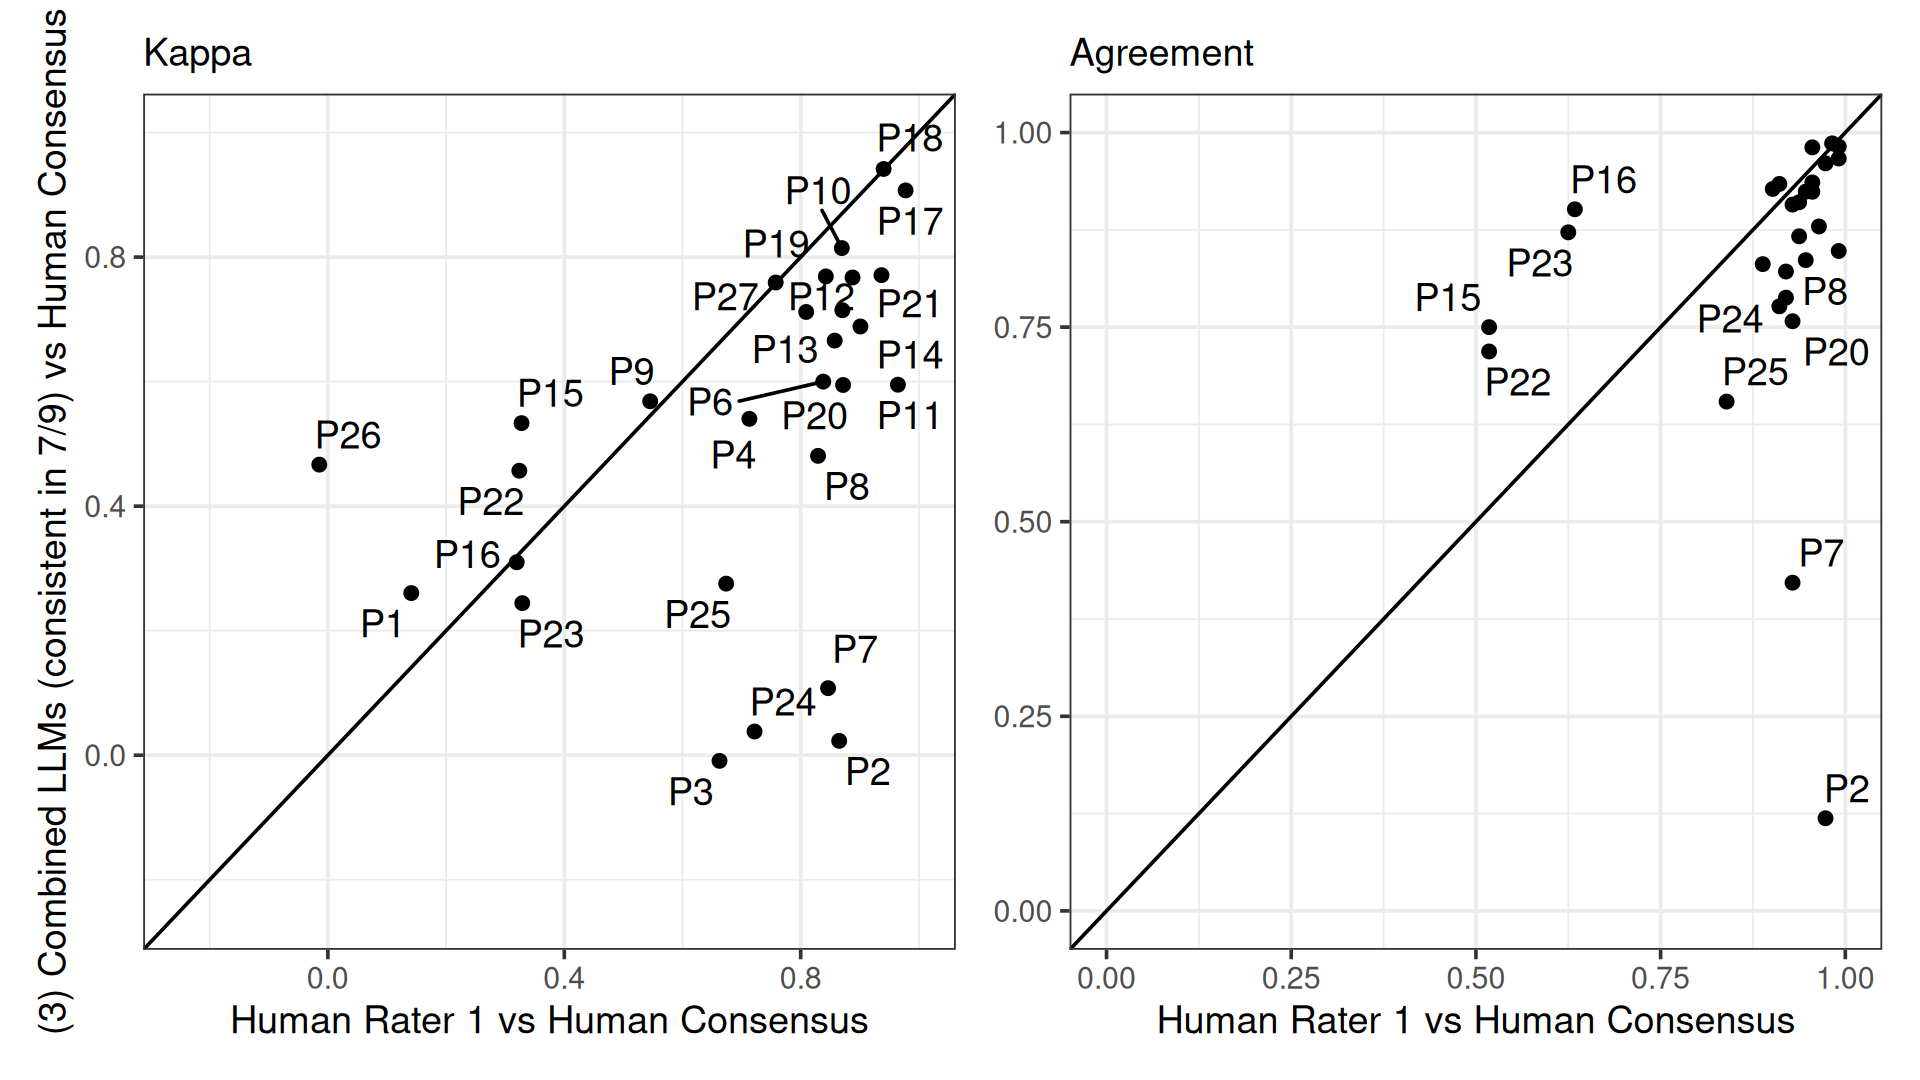 (3) Combined LLMs (consistent in 7/9) vs Human Consensus
Kappa
P18
P10
P17
P19
0.8
P27
P12
P21
P13
P14
P9
P15
P6
P20
P11
P26
P4
P8
P22
0.4
P16
P1
P25
P23
P7
P24
0.0
P2
P3
0.0
0.4
0.8
Human Rater 1 vs Human Consensus
Agreement
1.00
P16
P23
P15
P8
P24
0.75
P20
P22
P25
0.50
P7
0.25
P2
0.00
0.00
0.25
0.50
0.75
1.00
Human Rater 1 vs Human Consensus